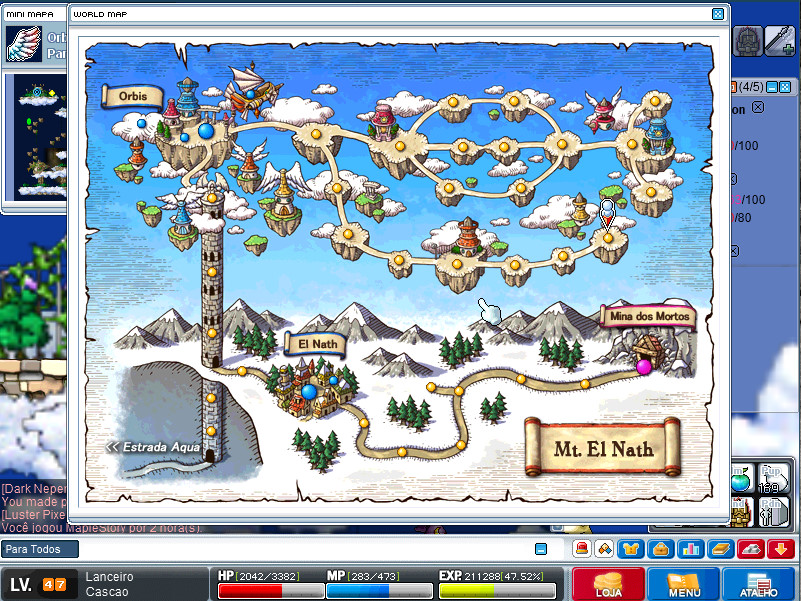 MINI MAPA
WORLD MAP
Orbis
(4/5)
/100
/100
/80
Orbis
Mina dos Mortos
El Nath
<< Estrada Aqua
Mt. El Nath
[Dark Neper
You made p
[Luster Pixe
Você jogou MapleStory por 2 hora(s).
169
Para Todos
LV. 47
Lanceiro
Cascao
HP[2042/3382]
MP[283/473]
EXP 211288[47.52%]
LOJA
MENU
ATALHO